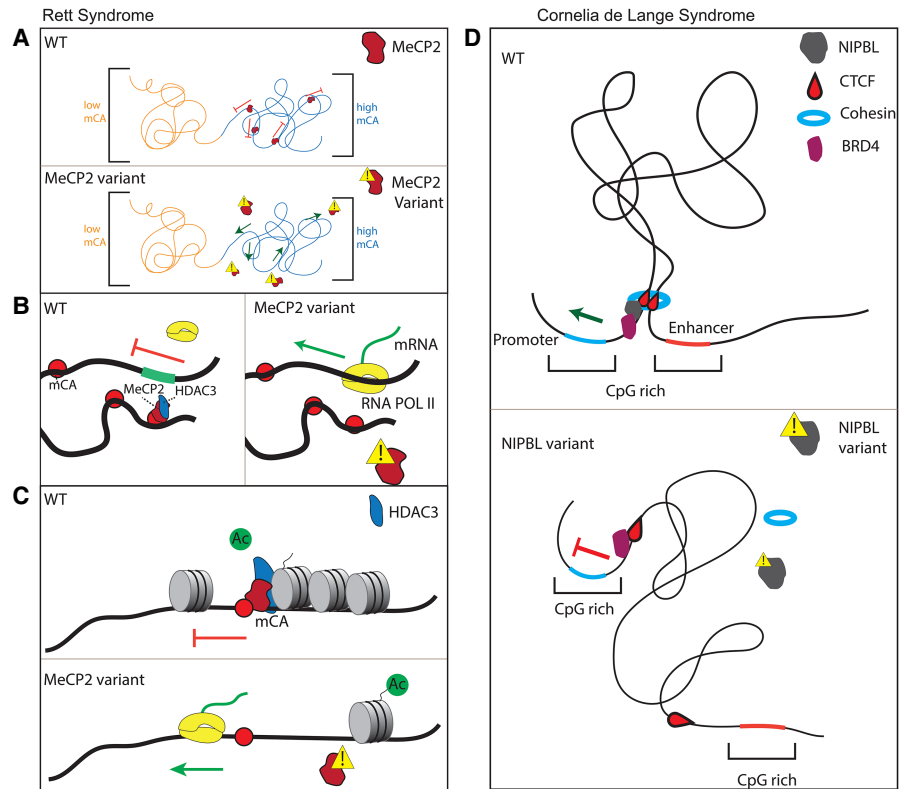 Rett Syndrome
A
WT
MeCP2
low
mCA
high
mCA
MeCP2 variant
!
MeCP2
Variant
!
!
low
mCA
high
mCA
!
!
B
WT
mCA
MeCP2
HDAC3
MeCP2 variant
mRNA
RNA POL II
!
C
WT
HDAC3
Ac
mCA
MeCP2 variant
Ac
!
Cornelia de Lange Syndrome
D
WT
NIPBL
CTCF
Cohesin
BRD4
Promoter
Enhancer
CpG rich
NIPBL variant
!
NIPBL
variant
!
CpG rich
CpG rich